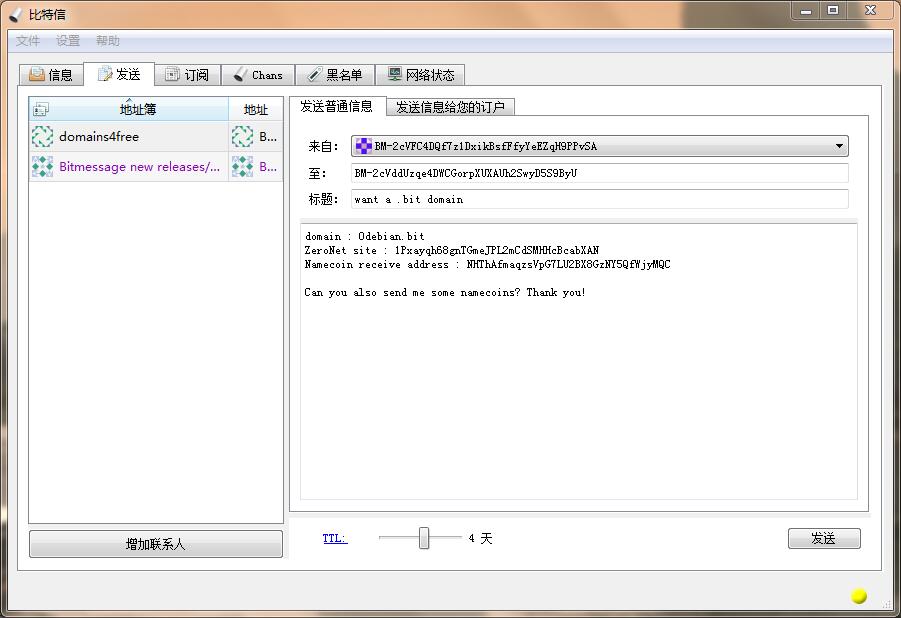 比特信
文件 设置 帮助
信息 发送 订阅 Chans 黑名单 网络状态
地址簿 地址
domains4free B...
Bitmessage new releases/... B...
增加联系人
发送普通信息 发送信息给您的订户
来自: BM-2cVFC4DQf7z1DxikBsfFfyYeEZqH9PPvSA
至: BM-2cVddUzqe4DWCGorpXUXAUh2SwyD5S9ByU
标题: want a .bit domain
domain : 0debian.bit
ZeroNet site : 1Pxayqh68gnTGmeJPL2mCdSMHHcBcabXAN
Namecoin receive address : NHThAfmaqzsVpG7LU2BX8GzNY5QfWjyMQC
Can you also send me some namecoins? Thank you!
TTL: 4 天 发送